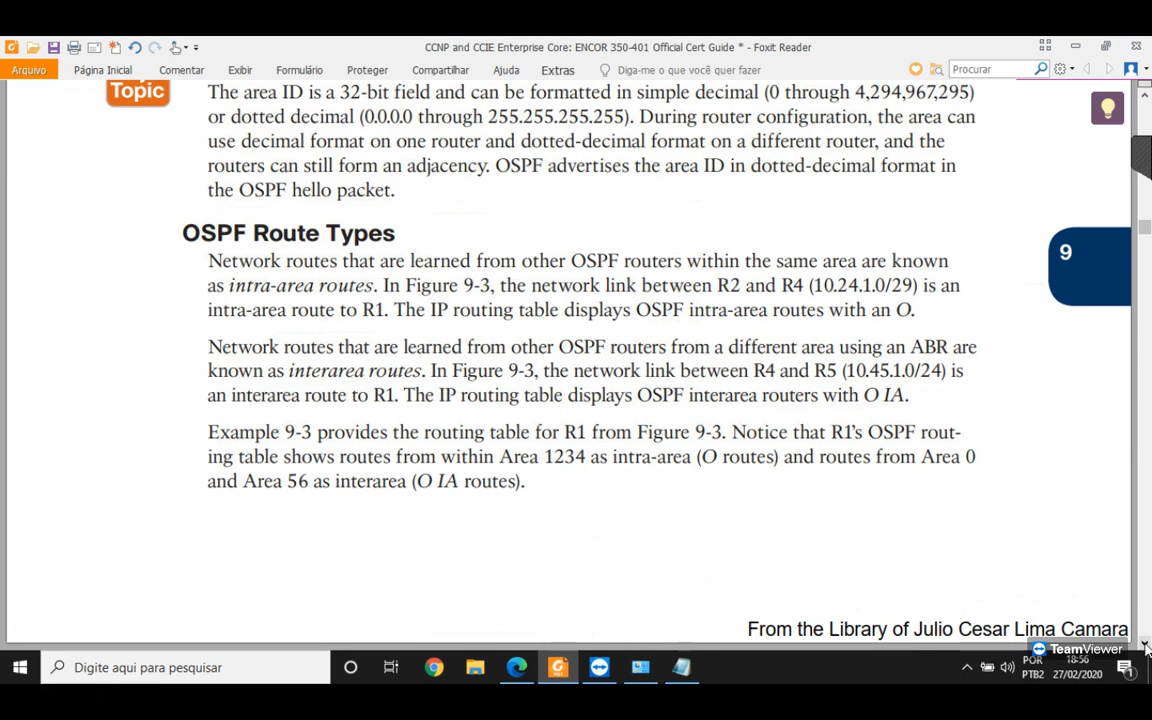 CCNP and CCIE Enterprise Core: ENCOR 350-401 Official Cert Guide * - Foxit Reader
Arquivo Página Inicial Comentar Exibir Formulário Proteger Compartilhar Ajuda Extras Diga-me o que você quer fazer Procurar
Topic
The area ID is a 32-bit field and can be formatted in simple decimal (0 through 4,294,967,295)
or dotted decimal (0.0.0.0 through 255.255.255.255). During router configuration, the area can
use decimal format on one router and dotted-decimal format on a different router, and the
routers can still form an adjacency. OSPF advertises the area ID in dotted-decimal format in
the OSPF hello packet.
OSPF Route Types
9
Network routes that are learned from other OSPF routers within the same area are known
as intra-area routes. In Figure 9-3, the network link between R2 and R4 (10.24.1.0/29) is an
intra-area route to R1. The IP routing table displays OSPF intra-area routes with an O.
Network routes that are learned from other OSPF routers from a different area using an ABR are
known as interarea routes. In Figure 9-3, the network link between R4 and R5 (10.45.1.0/24) is
an interarea route to R1. The IP routing table displays OSPF interarea routers with O IA.
Example 9-3 provides the routing table for R1 from Figure 9-3. Notice that R1's OSPF rout-
ing table shows routes from within Area 1234 as intra-area (O routes) and routes from Area 0
and Area 56 as interarea (O IA routes).
From the Library of Julio Cesar Lima Camara
TeamViewer
Digite aqui para pesquisar
POR
PTB2
18:56
27/02/2020
1